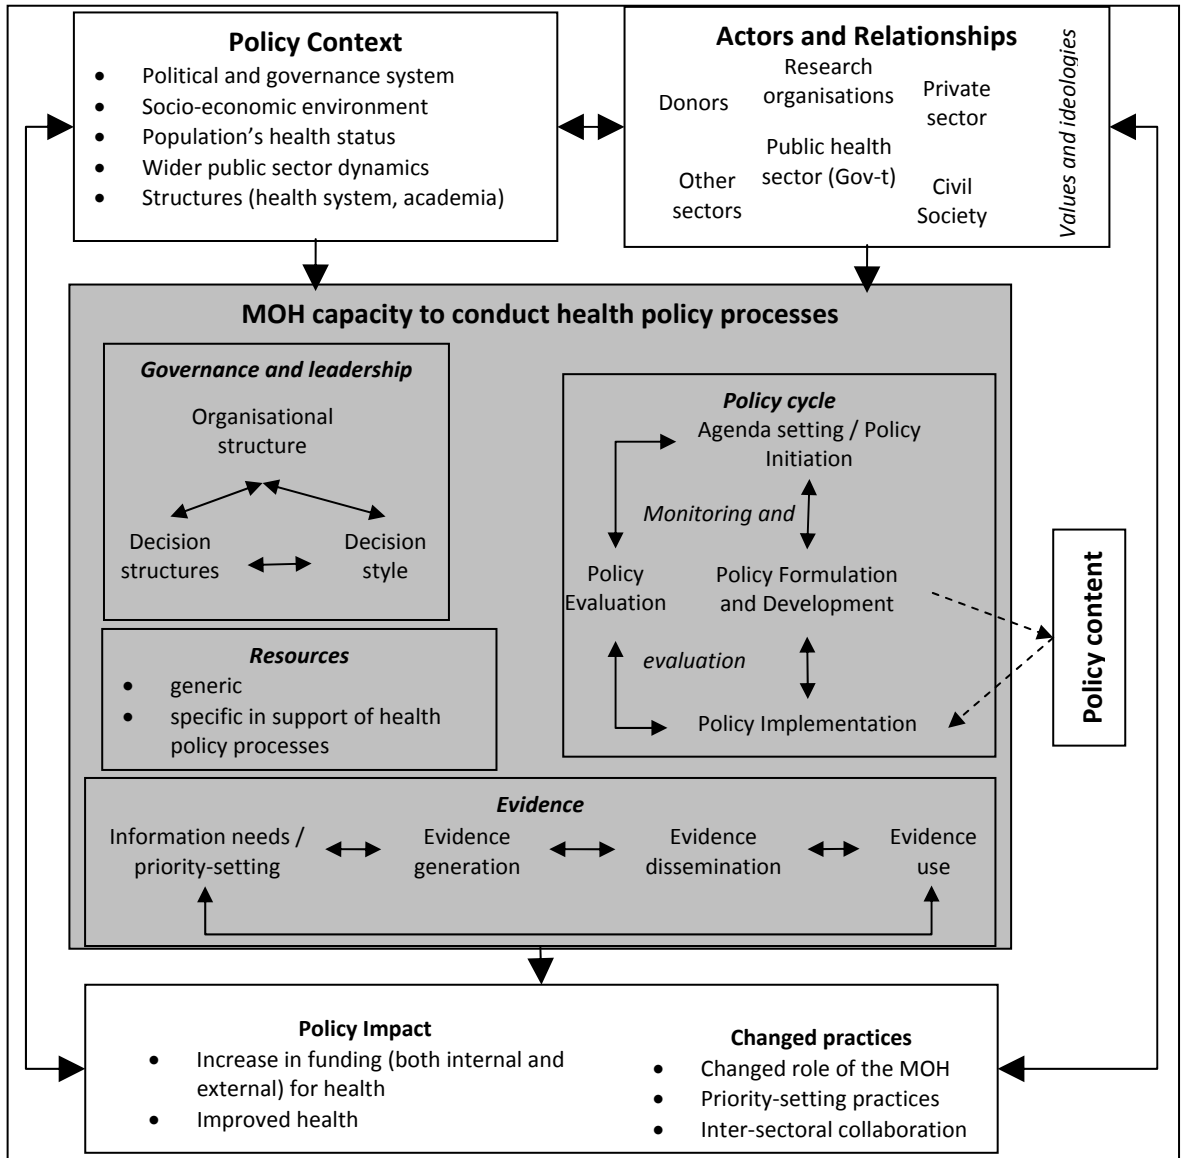 Policy Context
• Political and governance system
• Socio-economic environment
• Population’s health status
• Wider public sector dynamics
• Structures (health system, academia)
Actors and Relationships
Donors
Research
organisations
Private
sector
Other
sectors
Public health
sector (Gov-t)
Civil
Society
Values and ideologies
MOH capacity to conduct health policy processes
Governance and leadership
Organisational
structure
Decision
structures
Decision
style
Resources
• generic
• specific in support of health
policy processes
Policy cycle
Agenda setting / Policy
Initiation
Monitoring and
Policy
Evaluation
Policy Formulation
and Development
evaluation
Policy Implementation
Policy content
Evidence
Information needs /
priority-setting
Evidence
generation
Evidence
dissemination
Evidence
use
Policy Impact
• Increase in funding (both internal and
external) for health
• Improved health
Changed practices
• Changed role of the MOH
• Priority-setting practices
• Inter-sectoral collaboration